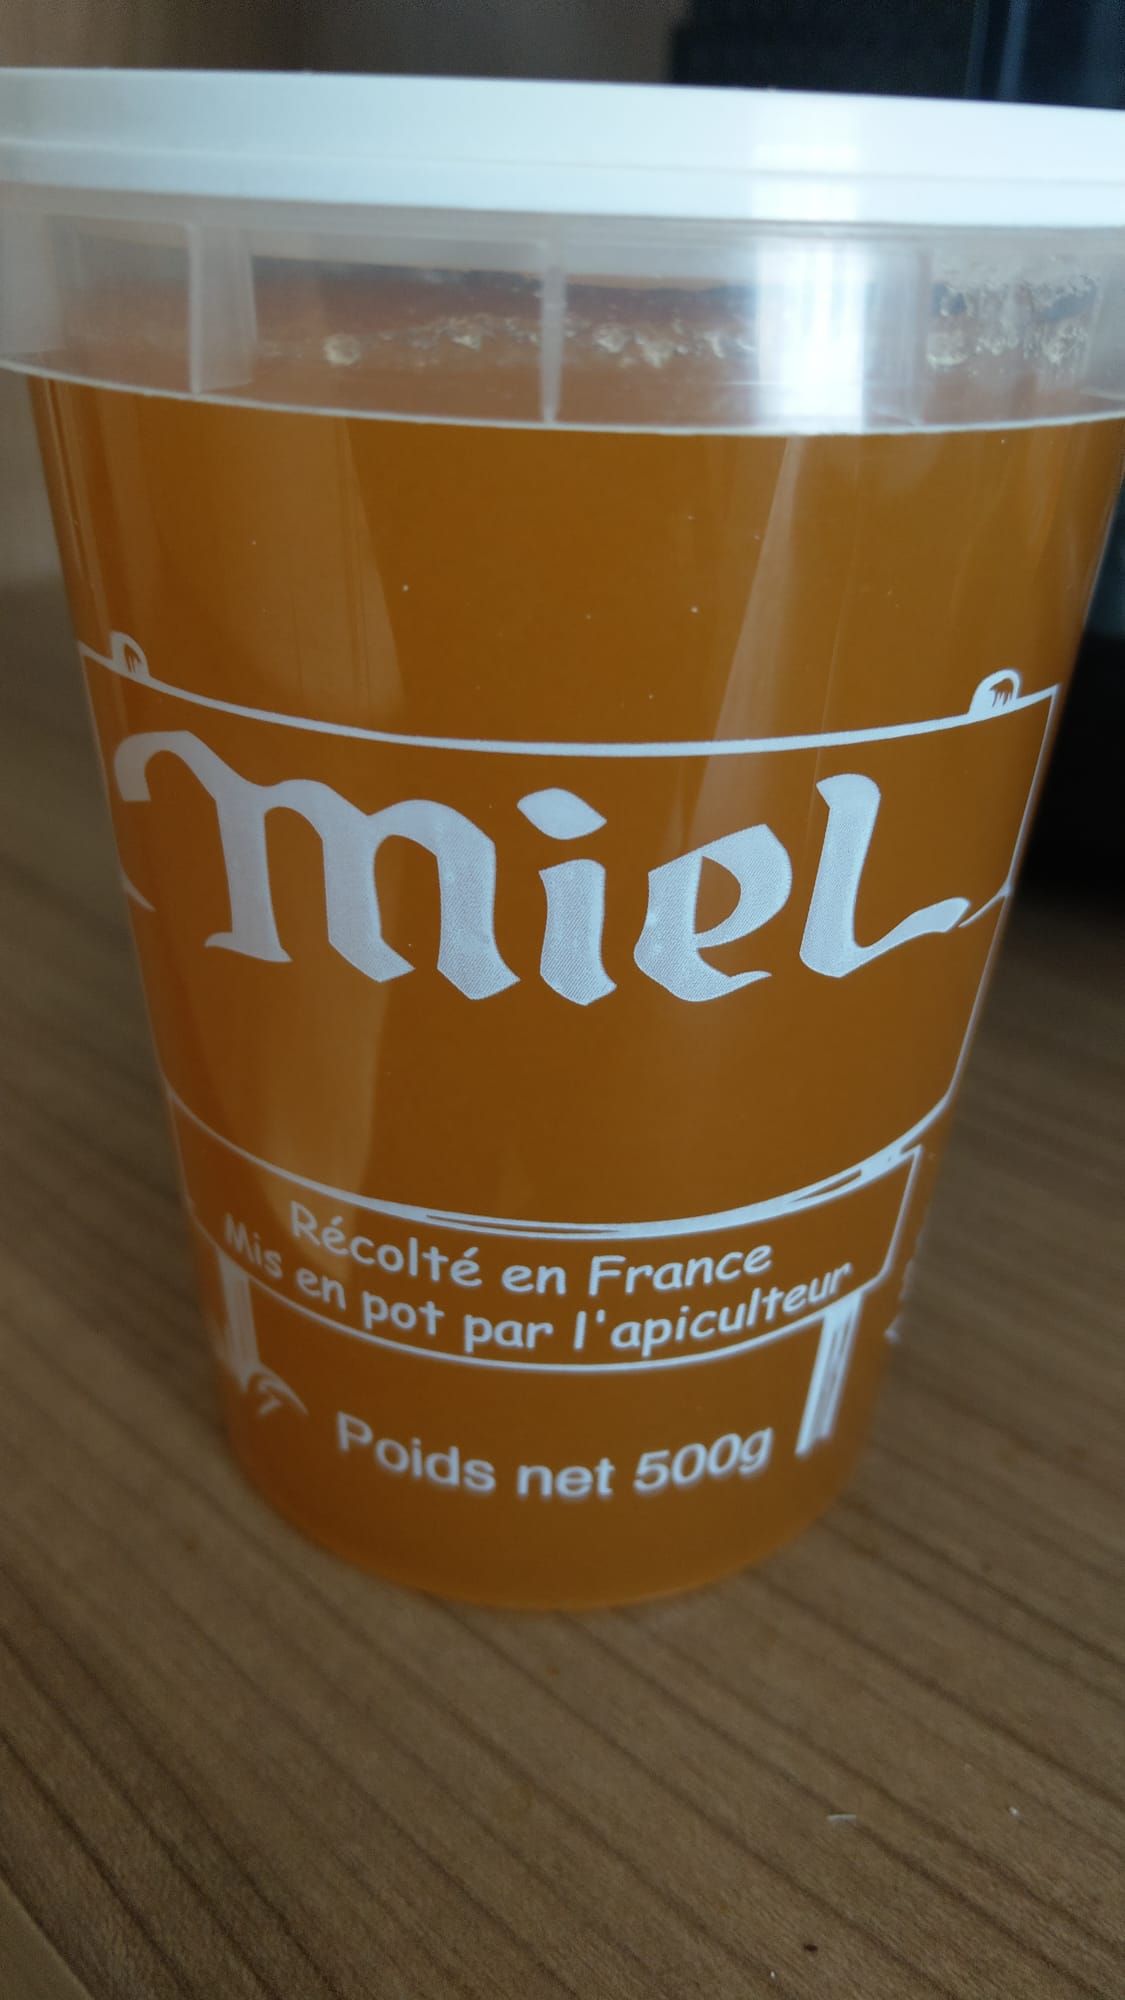 Miel
Récolté en France
Mis en pot par l'apiculteur
Poids net 500g